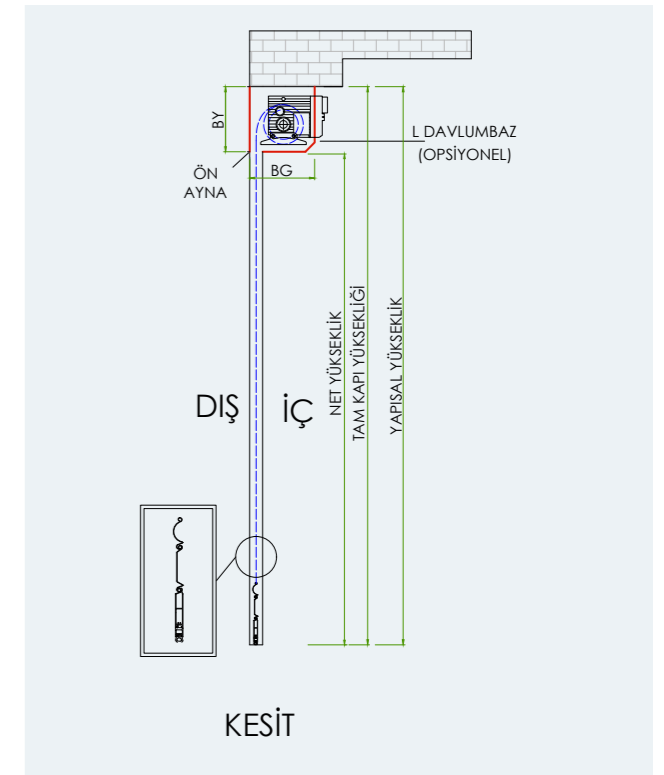 BY
L DAVLUMBAZ
(OPSİYONEL)
ÖN
AYNA
BG
NET YÜKSEKLİK
TAM KAPI YÜKSEKLİĞİ
YAPISAL YÜKSEKLİK
DIŞ
İÇ
KESİT